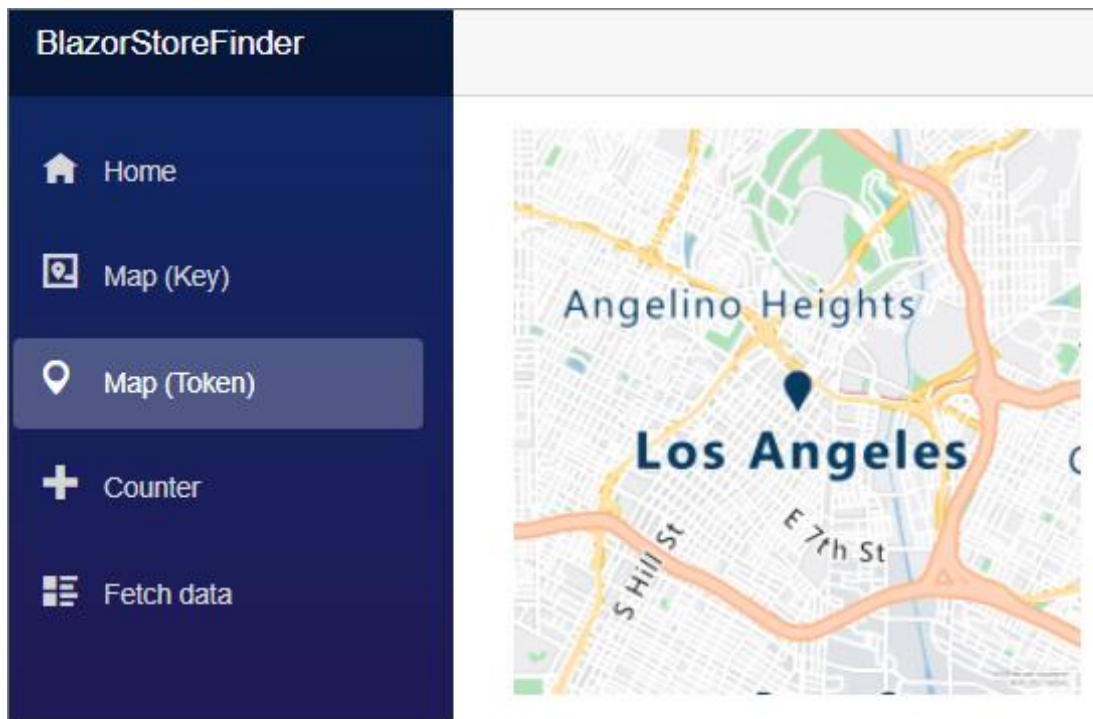 BlazorStoreFinder
Home
Map (Key)
Map (Token)
Counter
Fetch data
Angelino Heights
Los Angeles
E 7th St
S Hill St